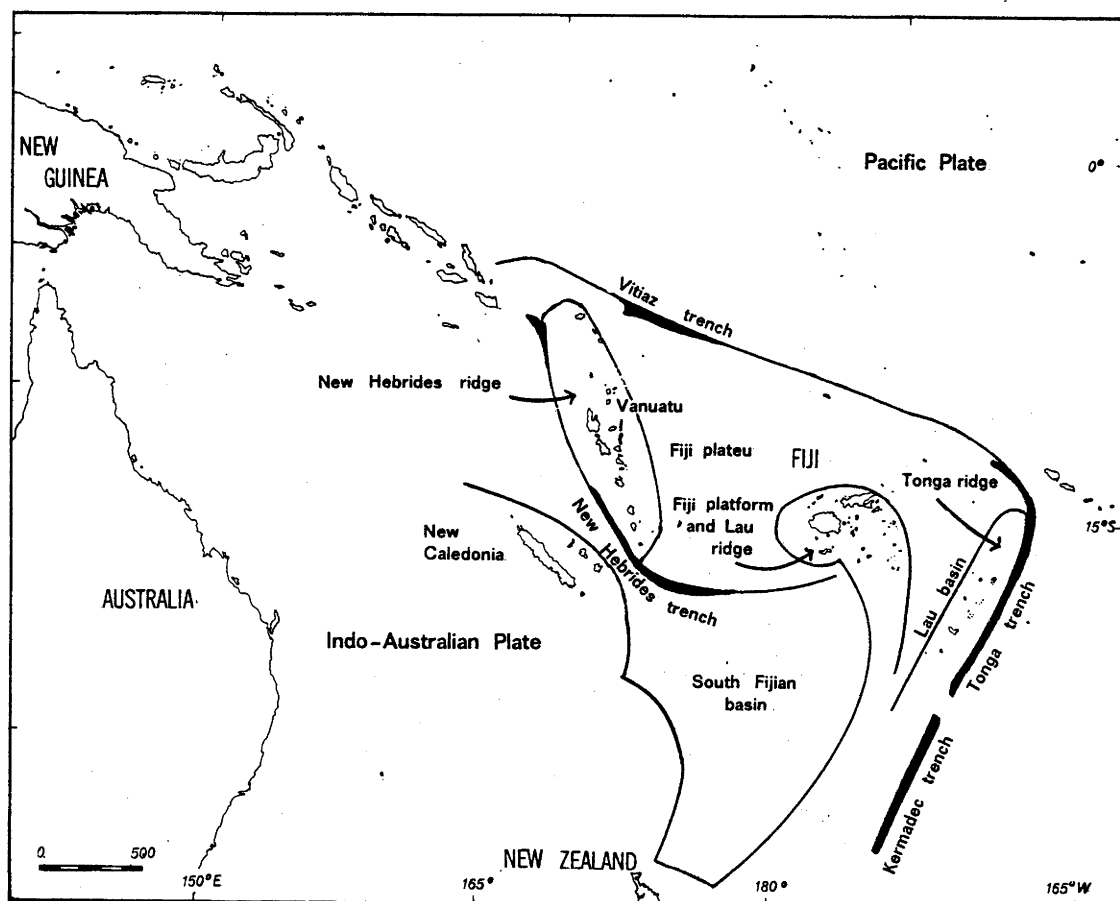 NEW
GUINEA
Pacific Plate
0°
Vitiaz trench
New Hebrides ridge
Vanuatu
Fiji plateu
FIJI
Tonga ridge
Fiji platform
and Lau
ridge
15°S
New
Caledonia
New Hebrides trench
Lau basin
Tonga trench
AUSTRALIA
Indo-Australian Plate
South Fijian
basin
Kermadec trench
0 500
NEW ZEALAND
150°E
165°
180°
165°W